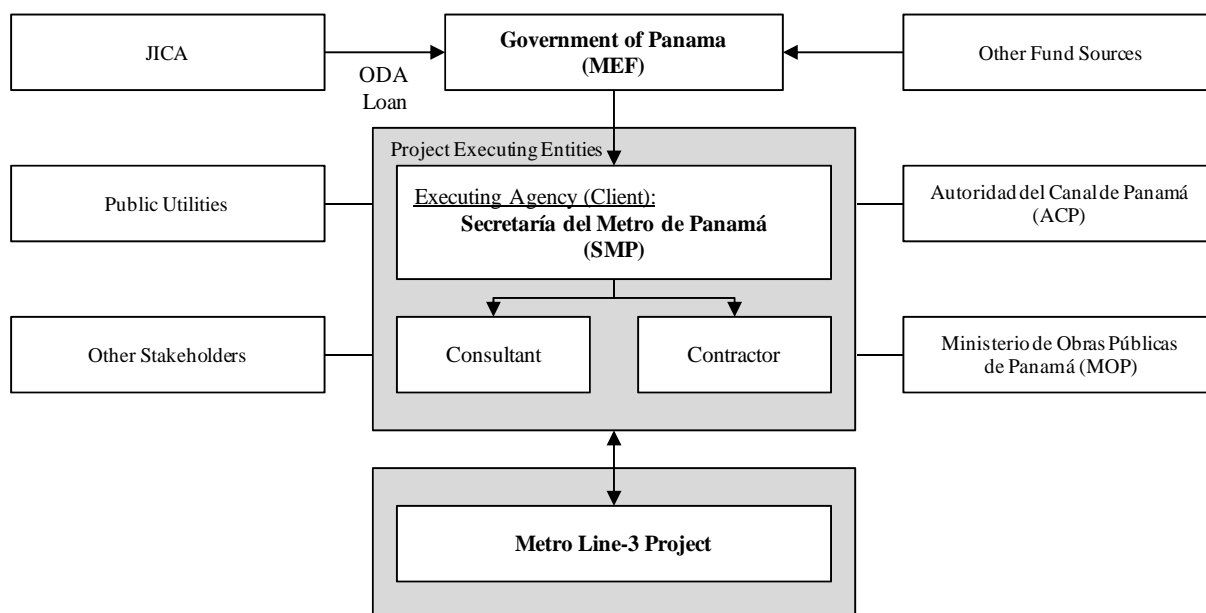 JICA
Government of Panama
(MEF)
Other Fund Sources
ODA
Loan
Project Executing Entities
Public Utilities
Executing Agency (Client):
Secretaría del Metro de Panamá
(SMP)
Autoridad del Canal de Panamá
(ACP)
Other Stakeholders
Consultant
Contractor
Ministerio de Obras Públicas
de Panamá (MOP)
Metro Line-3 Project